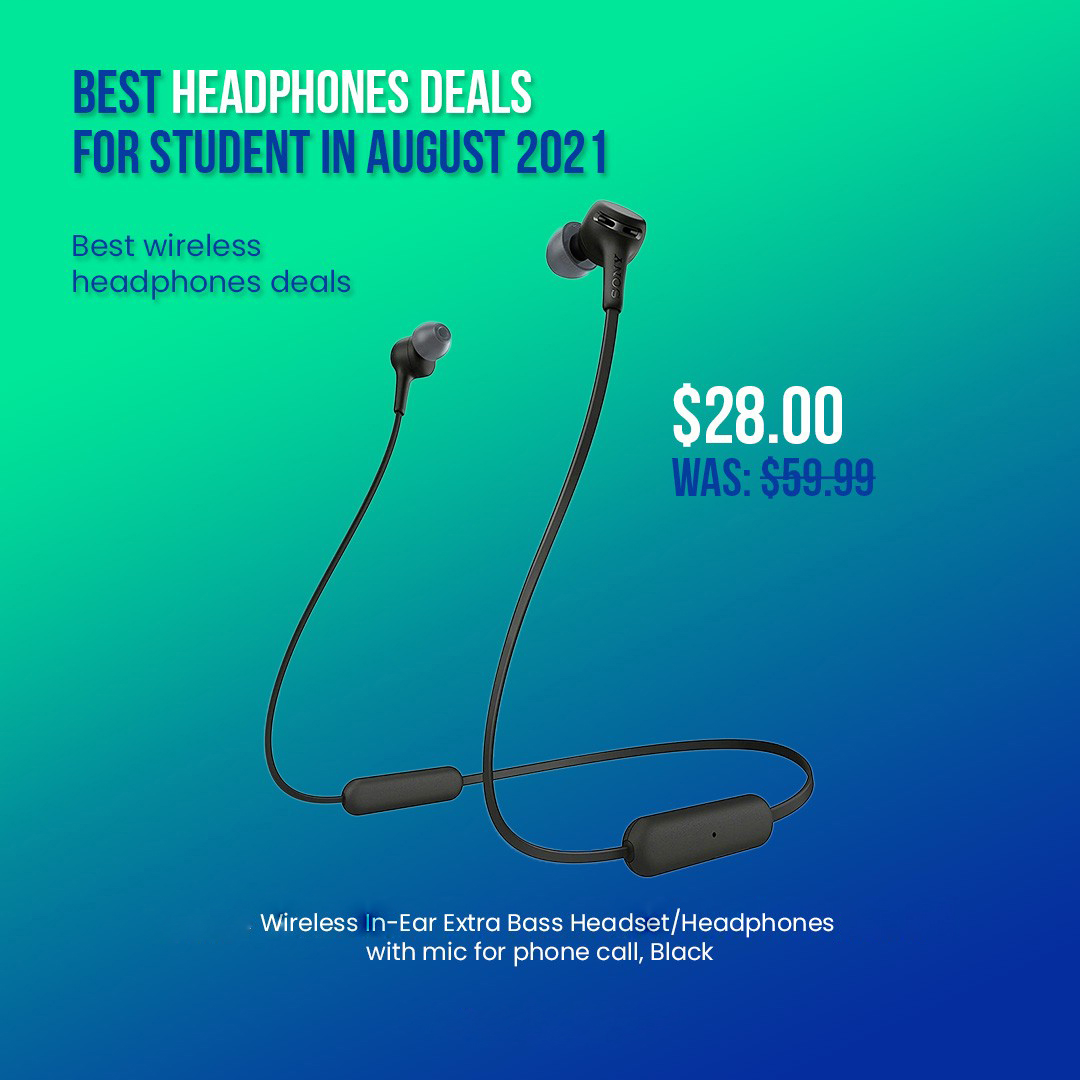 BEST HEADPHONES DEALS
FOR STUDENT IN AUGUST 2021
Best wireless
headphones deals
SONY
$28.00
WAS: $59.99
Wireless In-Ear Extra Bass Headset/Headphones
with mic for phone call, Black